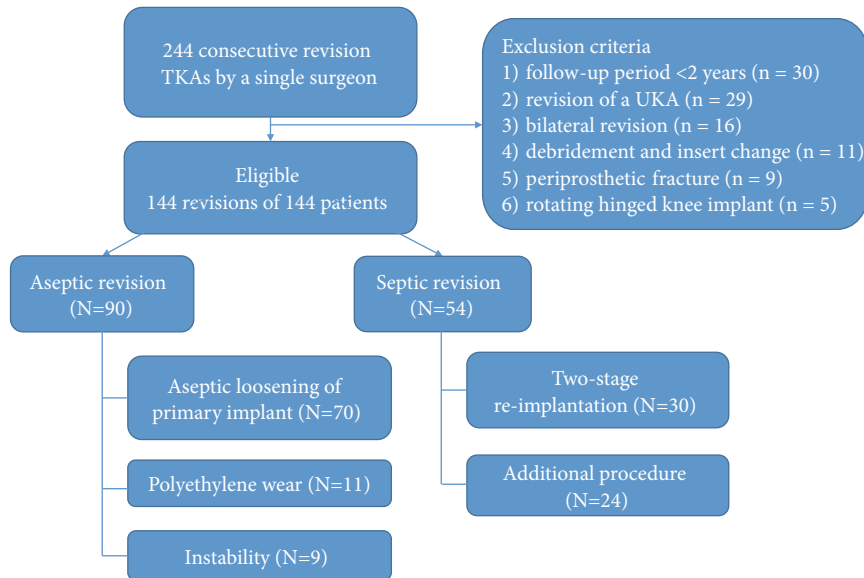 244 consecutive revision
TKAs by a single surgeon
Exclusion criteria
1) follow-up period <2 years (n = 30)
2) revision of a UKA (n = 29)
3) bilateral revision (n = 16)
4) debridement and insert change (n = 11)
5) periprosthetic fracture (n = 9)
6) rotating hinged knee implant (n = 5)
Eligible
144 revisions of 144 patients
Aseptic revision
(N=90)
Septic revision
(N=54)
Aseptic loosening of
primary implant (N=70)
Polyethylene wear (N=11)
Instability (N=9)
Two-stage
re-implantation (N=30)
Additional procedure
(N=24)